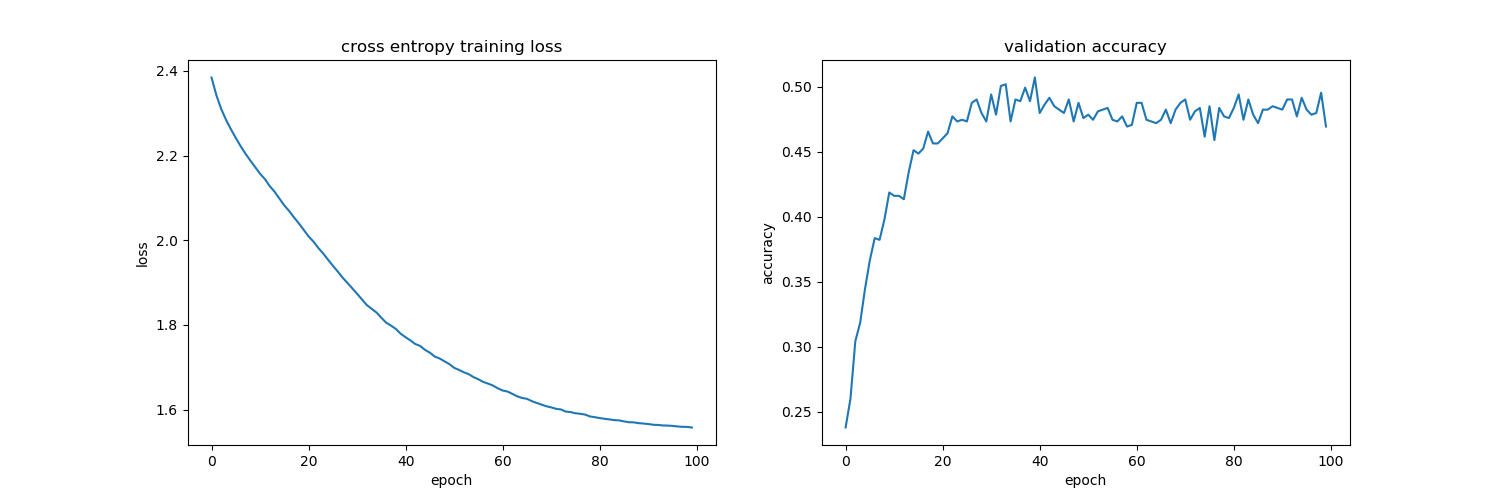 cross entropy training loss
2.4
2.2
2.0
1.8
1.6
loss
0 20 40 60 80 100
epoch
validation accuracy
0.50
0.45
0.40
0.35
0.30
0.25
accuracy
0 20 40 60 80 100
epoch